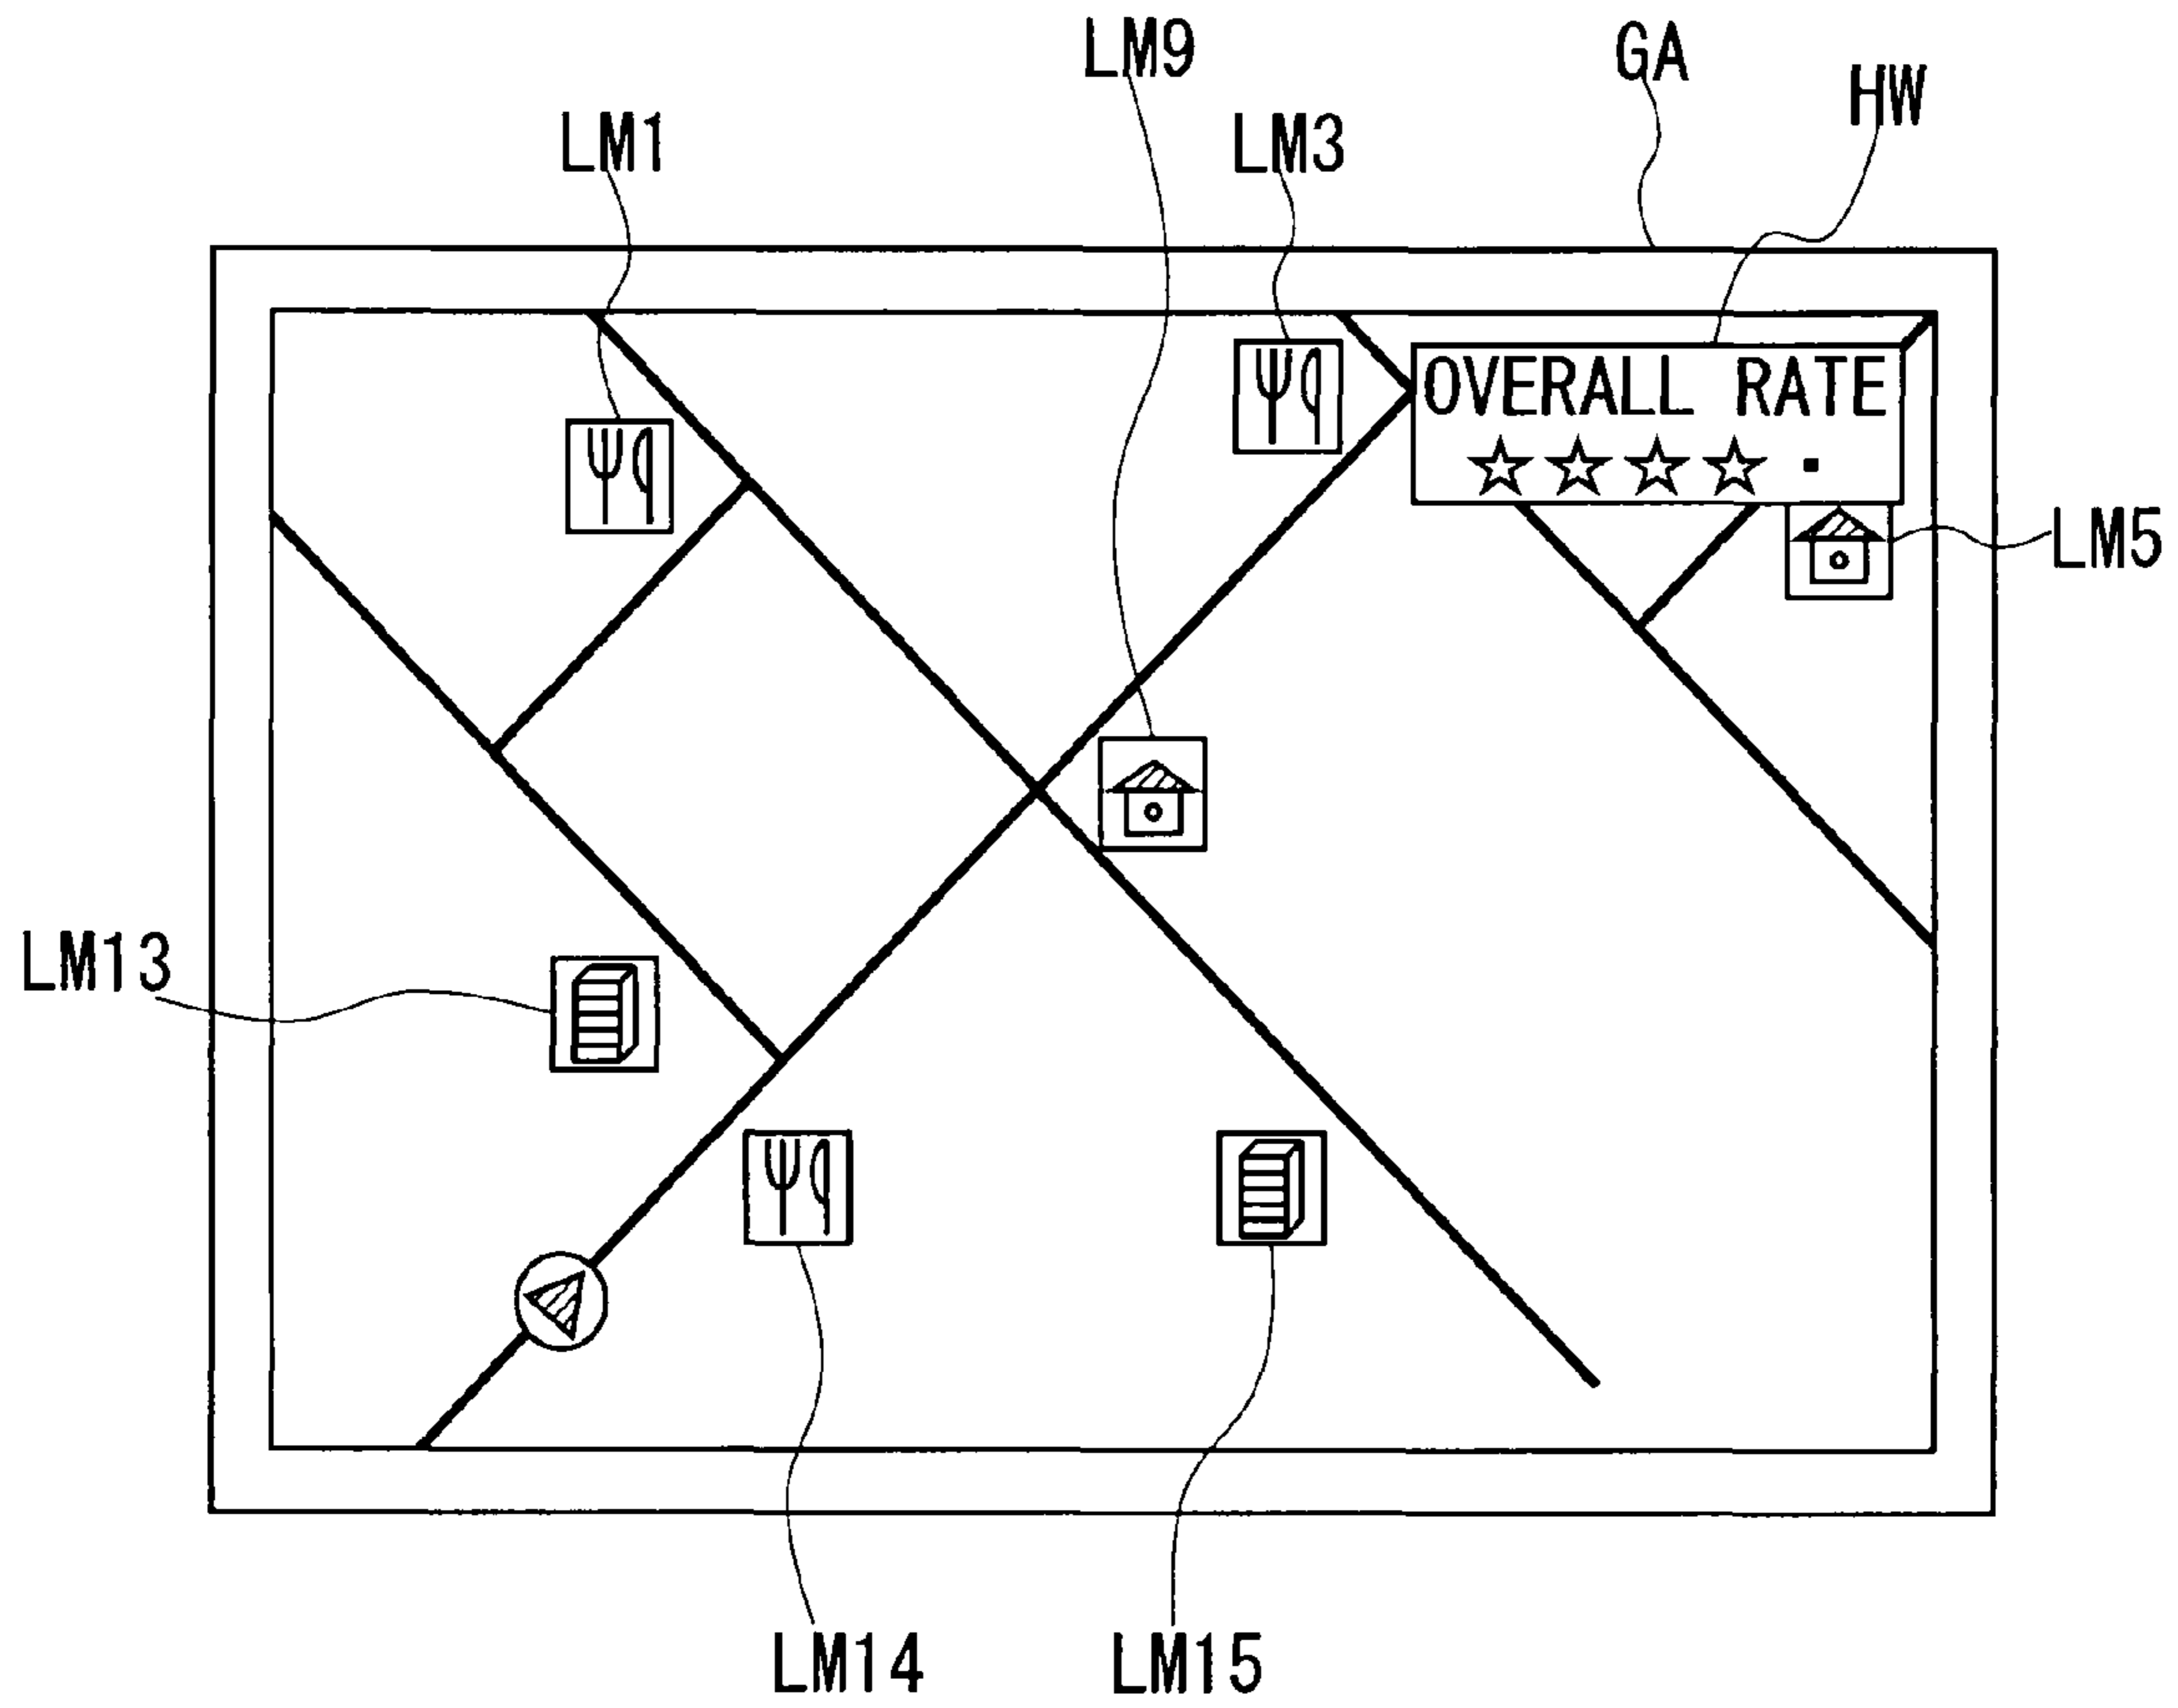 LM9
GA
HW
LM1
LM3
OVERALL RATE
☆☆☆☆・
LM5
LM13
LM14
LM15